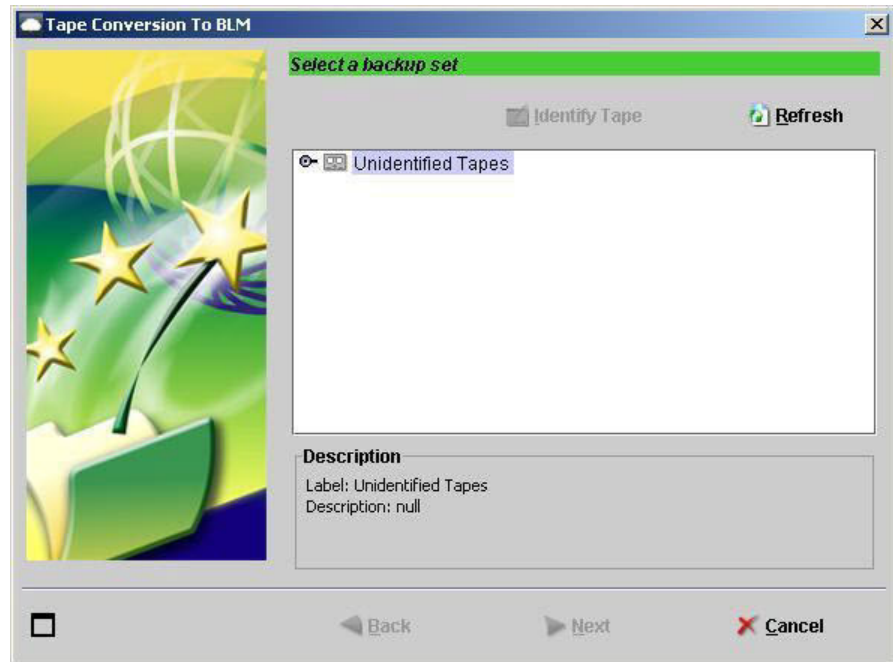 Tape Conversion To BLM
Select a backup set
Identify Tape
Refresh
Unidentified Tapes
Description
Label: Unidentified Tapes
Description: null
Back
Next
Cancel